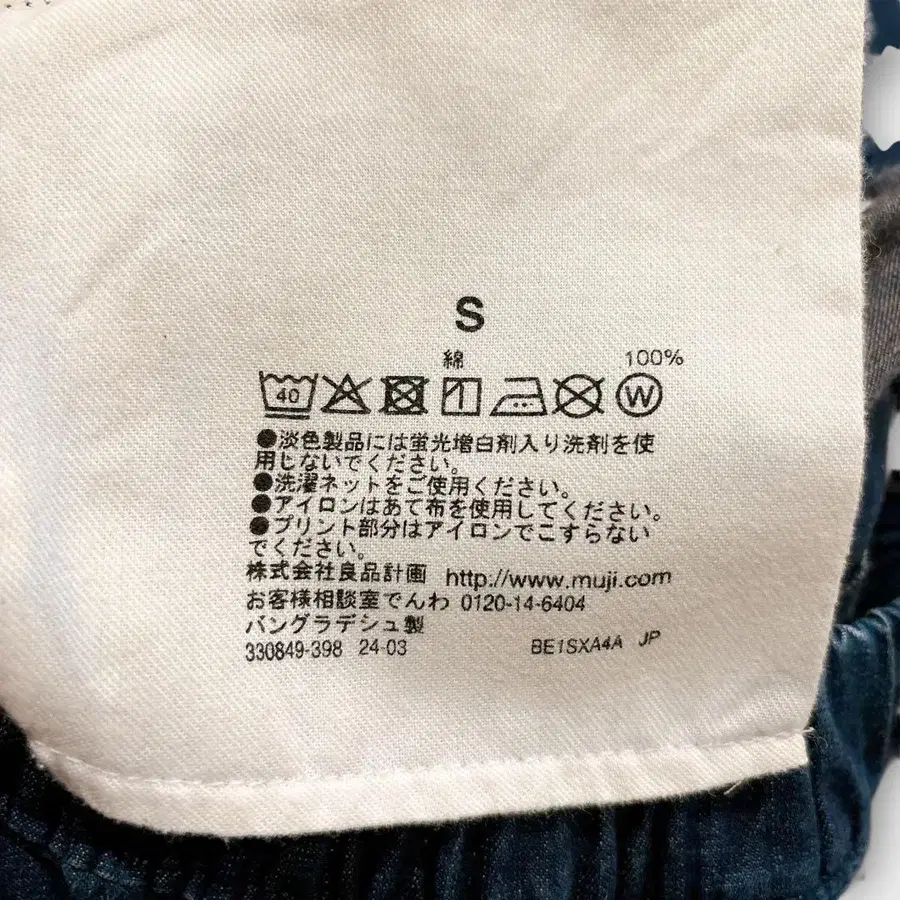 S
綿 100%
40 W
●淡色製品には蛍光増白剤入り洗剤を使
用じないでください。
●洗濯ネットをご使用ください。
●アイロンはあて布を使用してください。
●プリント部分はアイロンでこすらない
でください。
株式会社良品計画 http://www.muji.com
お客様相談室でんわ 0120-14-6404
バングラデシュ製
330849-398 24-03 BE1SXA4A JP